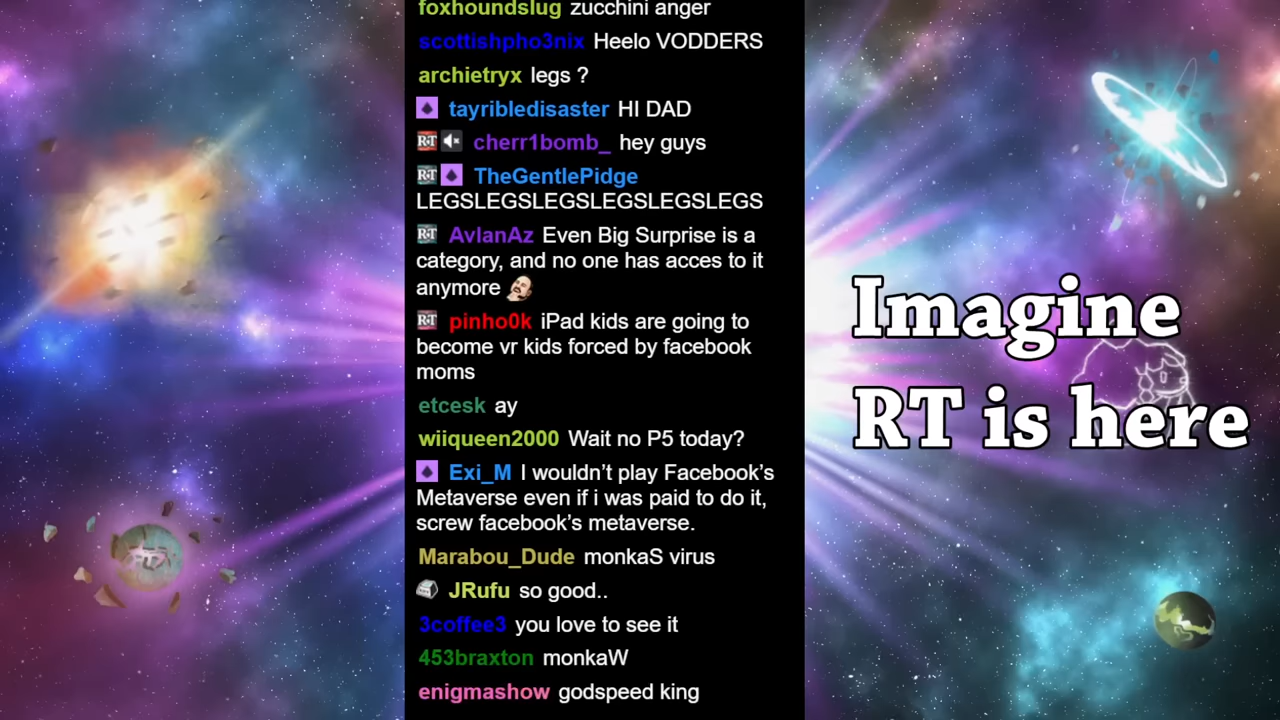 foxhoundslug zucchini anger
scottishpho3nix Heelo VODDERS
archietryx legs ?
tayribledisaster HI DAD
RT cherr1bomb_ hey guys
RT TheGentlePidge
LEGSLEGSLEGSLEGSLEGSLEGS
RT AvlanAz Even Big Surprise is a
category, and no one has acces to it
anymore
RT pinho0k iPad kids are going to
become vr kids forced by facebook
moms
etcesk ay
wiiqueen2000 Wait no P5 today?
Exi_M I wouldn’t play Facebook’s
Metaverse even if i was paid to do it,
screw facebook’s metaverse.
Marabou_Dude monkaS virus
JRufu so good..
3coffee3 you love to see it
453braxton monkaW
enigmashow godspeed king
Imagine
RT is here